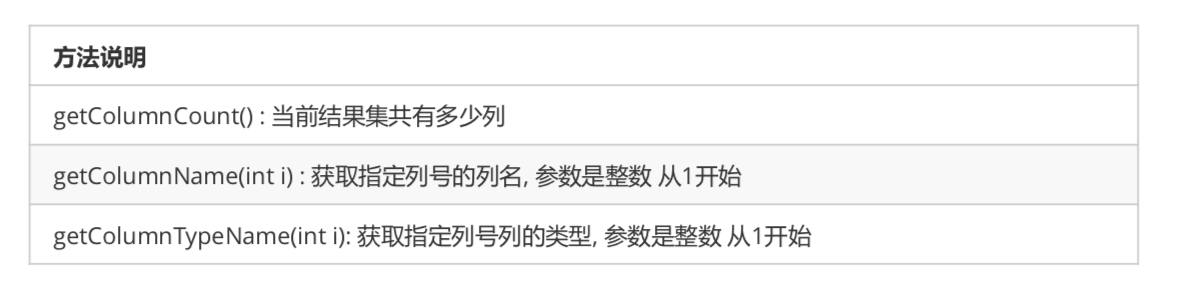 方法说明
getColumnCount() : 当前结果集共有多少列
getColumnName(int i) : 获取指定列号的列名, 参数是整数 从1开始
getColumnTypeName(int i): 获取指定列号列的类型, 参数是整数 从1开始